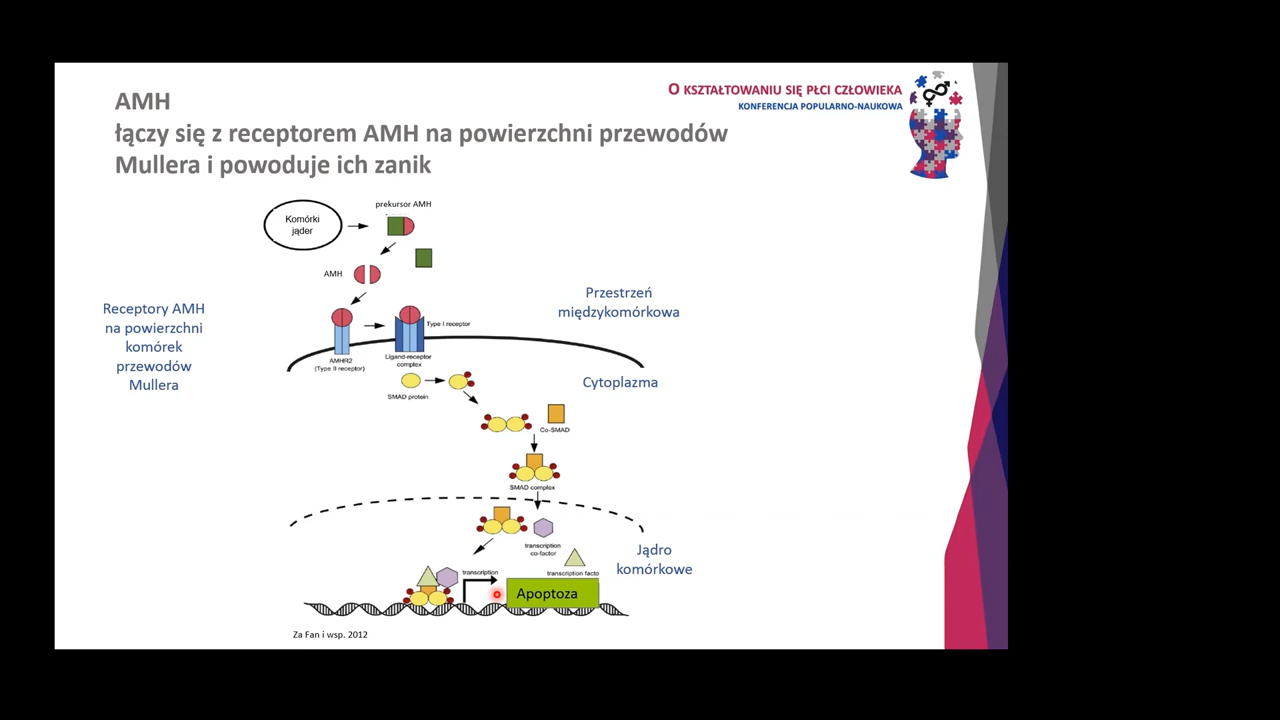 O KSZTAŁTOWANIU SIĘ PŁCI CZŁOWIEKA
KONFERENCJA POPULARNO-NAUKOWA
AMH
łączy się z receptorem AMH na powierzchni przewodów
Mullera i powoduje ich zanik
prekursor AMH
Komórki
jąder
AMH
Receptory AMH
na powierzchni
komórek
przewodów
Mullera
Przestrzeń
międzykomórkowa
Type I receptor
AMHR2
(Type II receptor)
Ligand-receptor
complex
Cytoplazma
SMAD protein
Co-SMAD
SMAD complex
transcription
co-factor
Jądro
komórkowe
transcription
transcription facto
Apoptoza
Za Fan i wsp. 2012